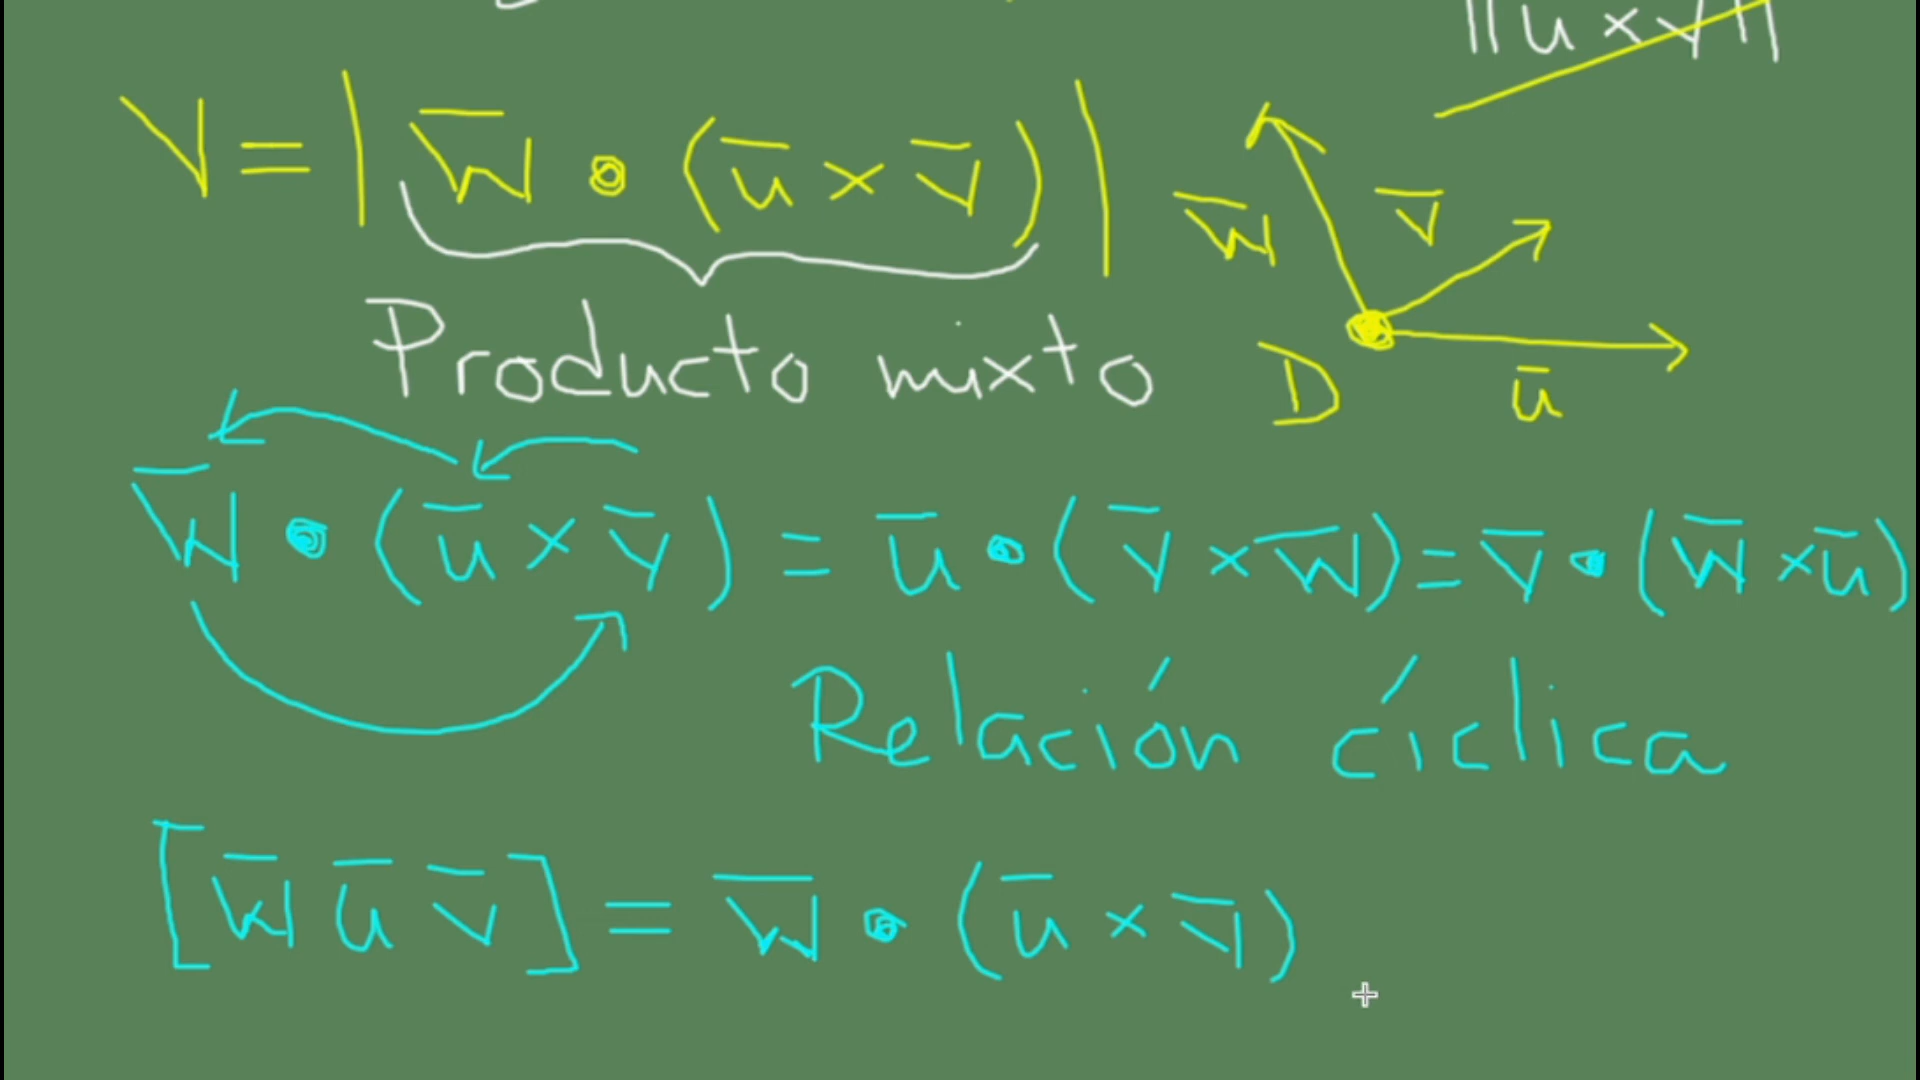 ||u×v||
V = | w̅ • (u̅ × v̅) |
w̅ v̅
Producto mixto
D u̅
w̅ • (u̅ × v̅) = u̅ • (v̅ × w̅) = v̅ • (w̅ × u̅)
Relación cíclica
[w̅ u̅ v̅] = w̅ • (u̅ × v̅)